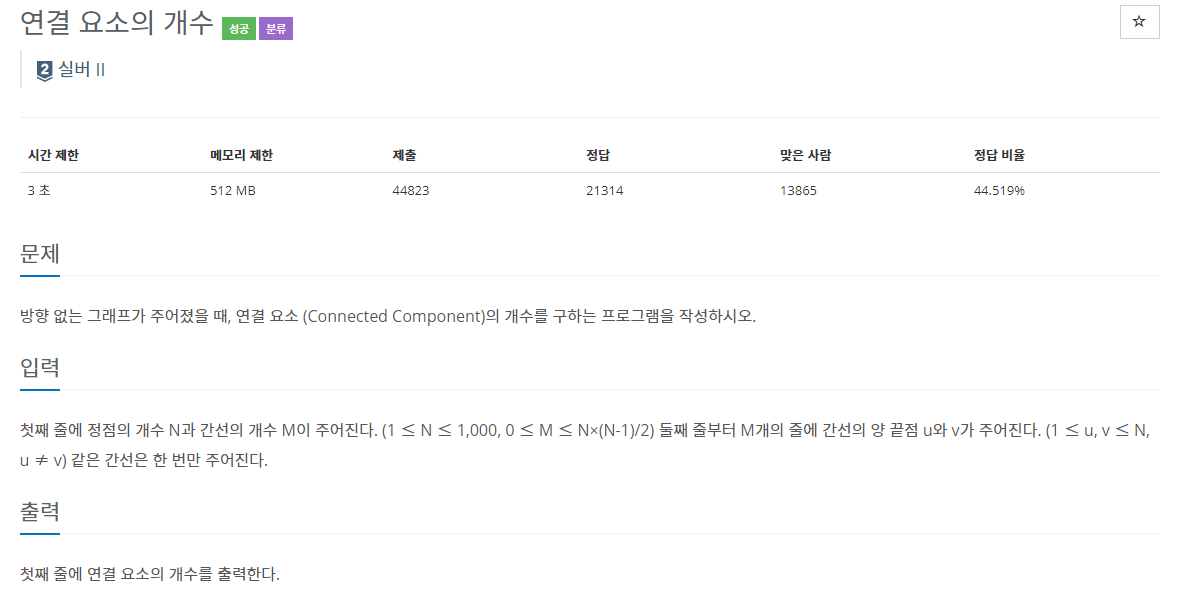 연결 요소의 개수 성공 분류
☆
2 실버 II
시간 제한 메모리 제한 제출 정답 맞은 사람 정답 비율
3 초 512 MB 44823 21314 13865 44.519%
문제
방향 없는 그래프가 주어졌을 때, 연결 요소 (Connected Component)의 개수를 구하는 프로그램을 작성하시오.
입력
첫째 줄에 정점의 개수 N과 간선의 개수 M이 주어진다. (1 ≤ N ≤ 1,000, 0 ≤ M ≤ N×(N-1)/2) 둘째 줄부터 M개의 줄에 간선의 양 끝점 u와 v가 주어진다. (1 ≤ u, v ≤ N,
u ≠ v) 같은 간선은 한 번만 주어진다.
출력
첫째 줄에 연결 요소의 개수를 출력한다.